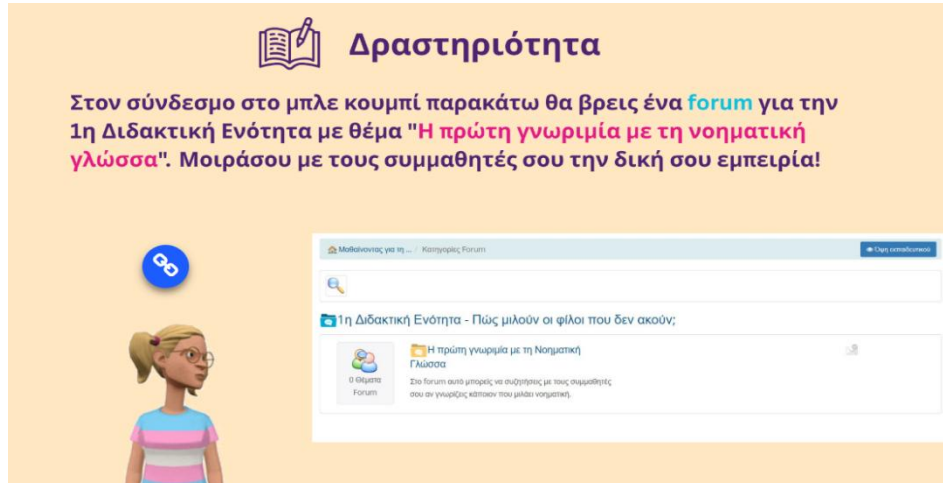 Δραστηριότητα
Στον σύνδεσμο στο μπλε κουμπί παρακάτω θα βρεις ένα forum για την
1η Διδακτική Ενότητα με θέμα "Η πρώτη γνωριμία με τη νοηματική
γλώσσα". Μοιράσου με τους συμμαθητές σου την δική σου εμπειρία!
Μαθαίνοντας για τη ... / Κατηγορίες Forum
Όψη εκπαιδευτικού
1η Διδακτική Ενότητα - Πώς μιλούν οι φίλοι που δεν ακούν;
Η πρώτη γνωριμία με τη Νοηματική
Γλώσσα
0 Θέματα
Forum
Στο forum αυτό μπορείς να συζητήσεις με τους συμμαθητές
σου αν γνωρίζεις κάποιον που μιλάει νοηματική.